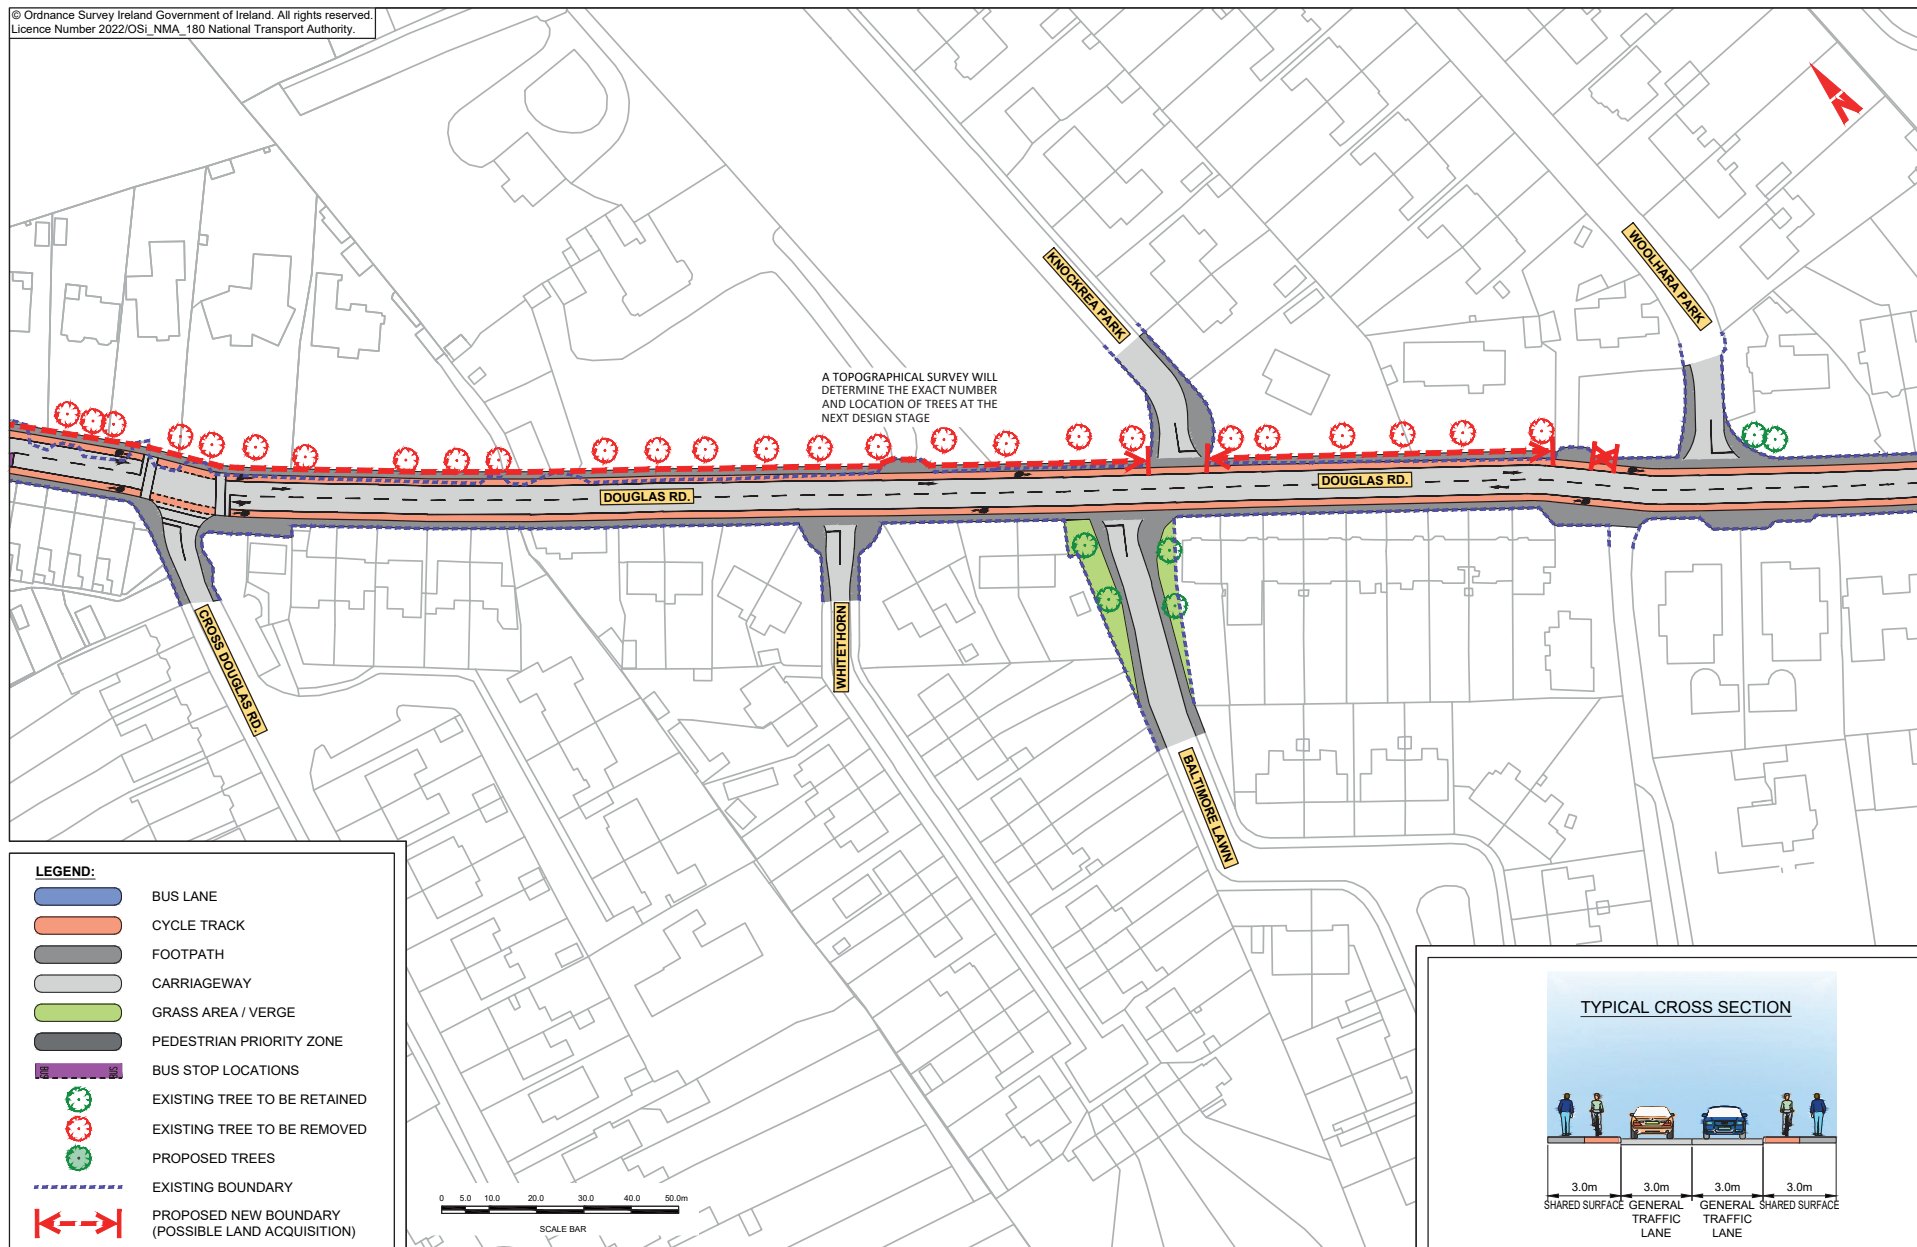 © Ordnance Survey Ireland Government of Ireland. All rights reserved.
Licence Number 2022/OSi_NMA_180 National Transport Authority.
N
KNOCKREA PARK
WOOLHARA PARK
A TOPOGRAPHICAL SURVEY WILL
DETERMINE THE EXACT NUMBER
AND LOCATION OF TREES AT THE
NEXT DESIGN STAGE
DOUGLAS RD.
DOUGLAS RD.
CROSS DOUGLAS RD.
WHITETHORN
BALTIMORE LAWN
LEGEND:
BUS LANE
CYCLE TRACK
FOOTPATH
CARRIAGEWAY
GRASS AREA / VERGE
PEDESTRIAN PRIORITY ZONE
BUS BUS BUS STOP LOCATIONS
EXISTING TREE TO BE RETAINED
EXISTING TREE TO BE REMOVED
PROPOSED TREES
EXISTING BOUNDARY
PROPOSED NEW BOUNDARY
(POSSIBLE LAND ACQUISITION)
0 5.0 10.0 20.0 30.0 40.0 50.0m
SCALE BAR
TYPICAL CROSS SECTION
3.0m 3.0m 3.0m 3.0m
SHARED SURFACE GENERAL TRAFFIC LANE GENERAL TRAFFIC LANE SHARED SURFACE